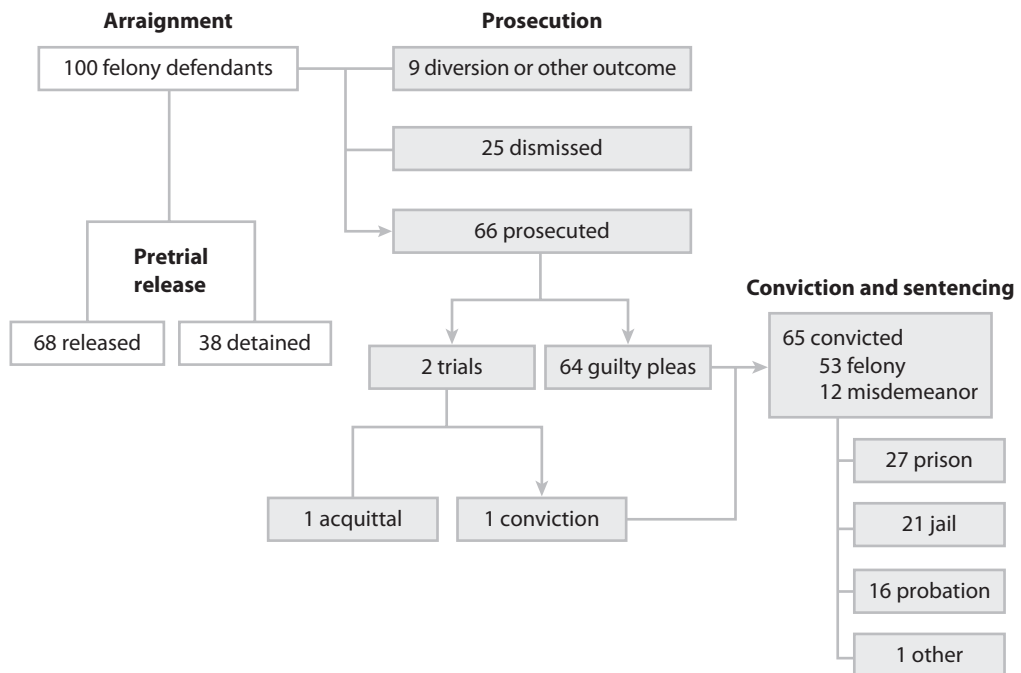 Arraignment
Prosecution
100 felony defendants
9 diversion or other outcome
25 dismissed
66 prosecuted
Pretrial
release
68 released
38 detained
Conviction and sentencing
2 trials
64 guilty pleas
65 convicted
53 felony
12 misdemeanor
1 acquittal
1 conviction
27 prison
21 jail
16 probation
1 other